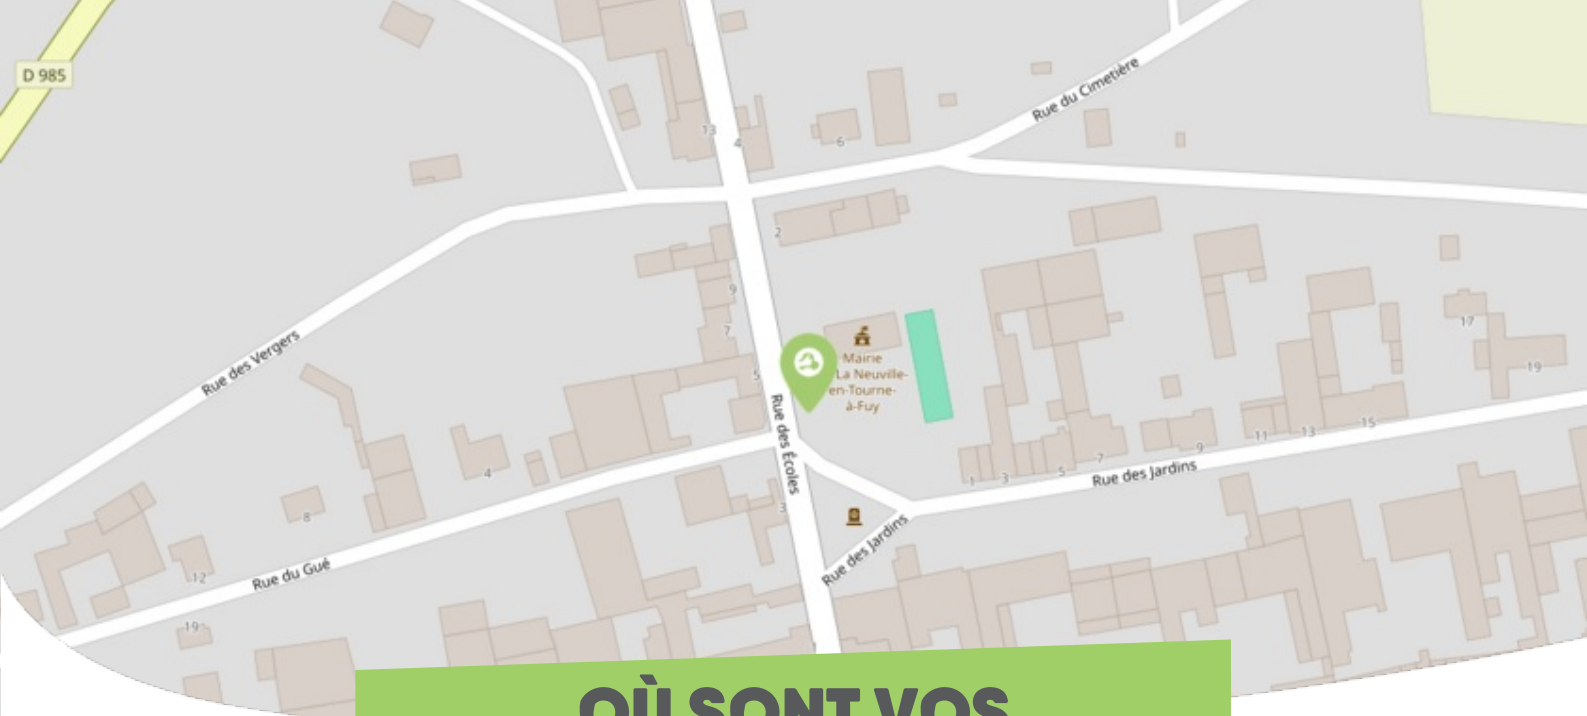 D 985
Rue du Cimetière
13
4
6
2
9
7
5
Mairie
La Neuville-
en-Tourne-
à-Fuy
Rue des Vergers
Rue des Écoles
17
19
15
13
11
9
7
5
3
1
Rue des Jardins
4
8
3
Rue des Jardins
12
Rue du Gué
19
OÙ SONT VOS